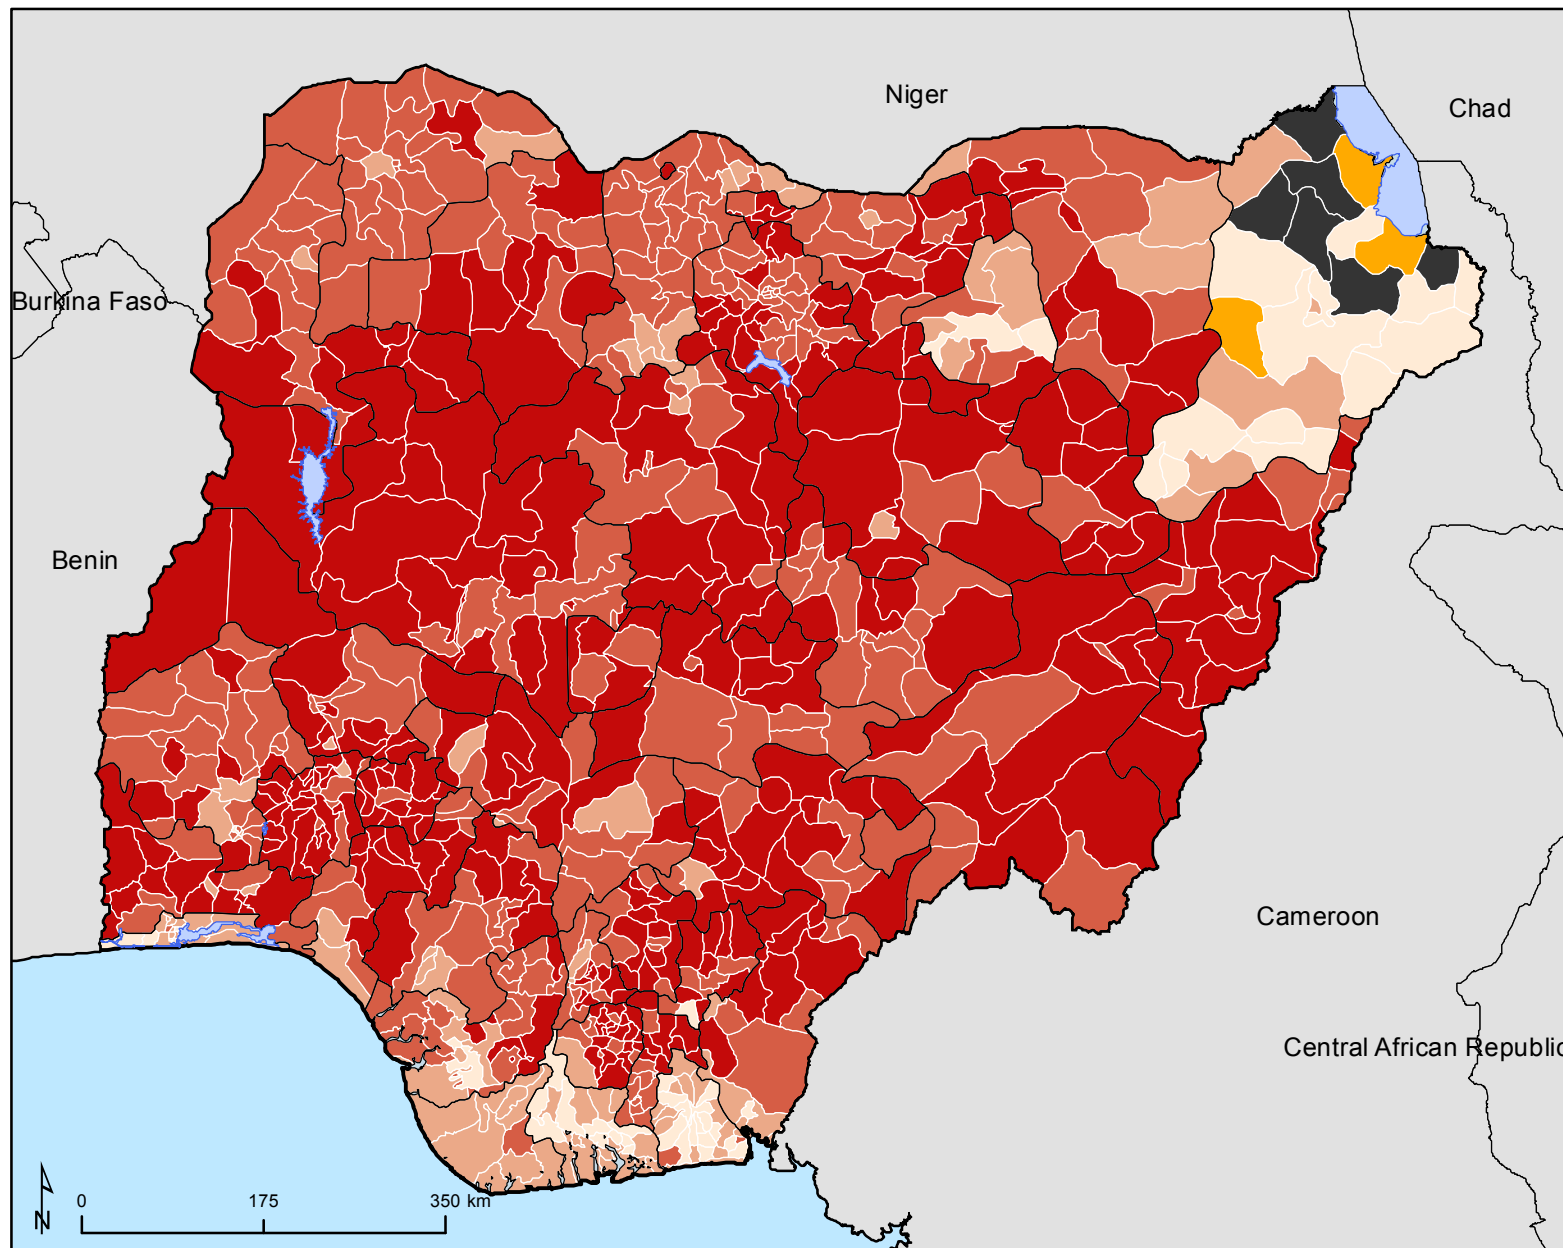 Niger
Chad
Burkina Faso
Benin
Cameroon
Central African Republic
N
0 175 350 km